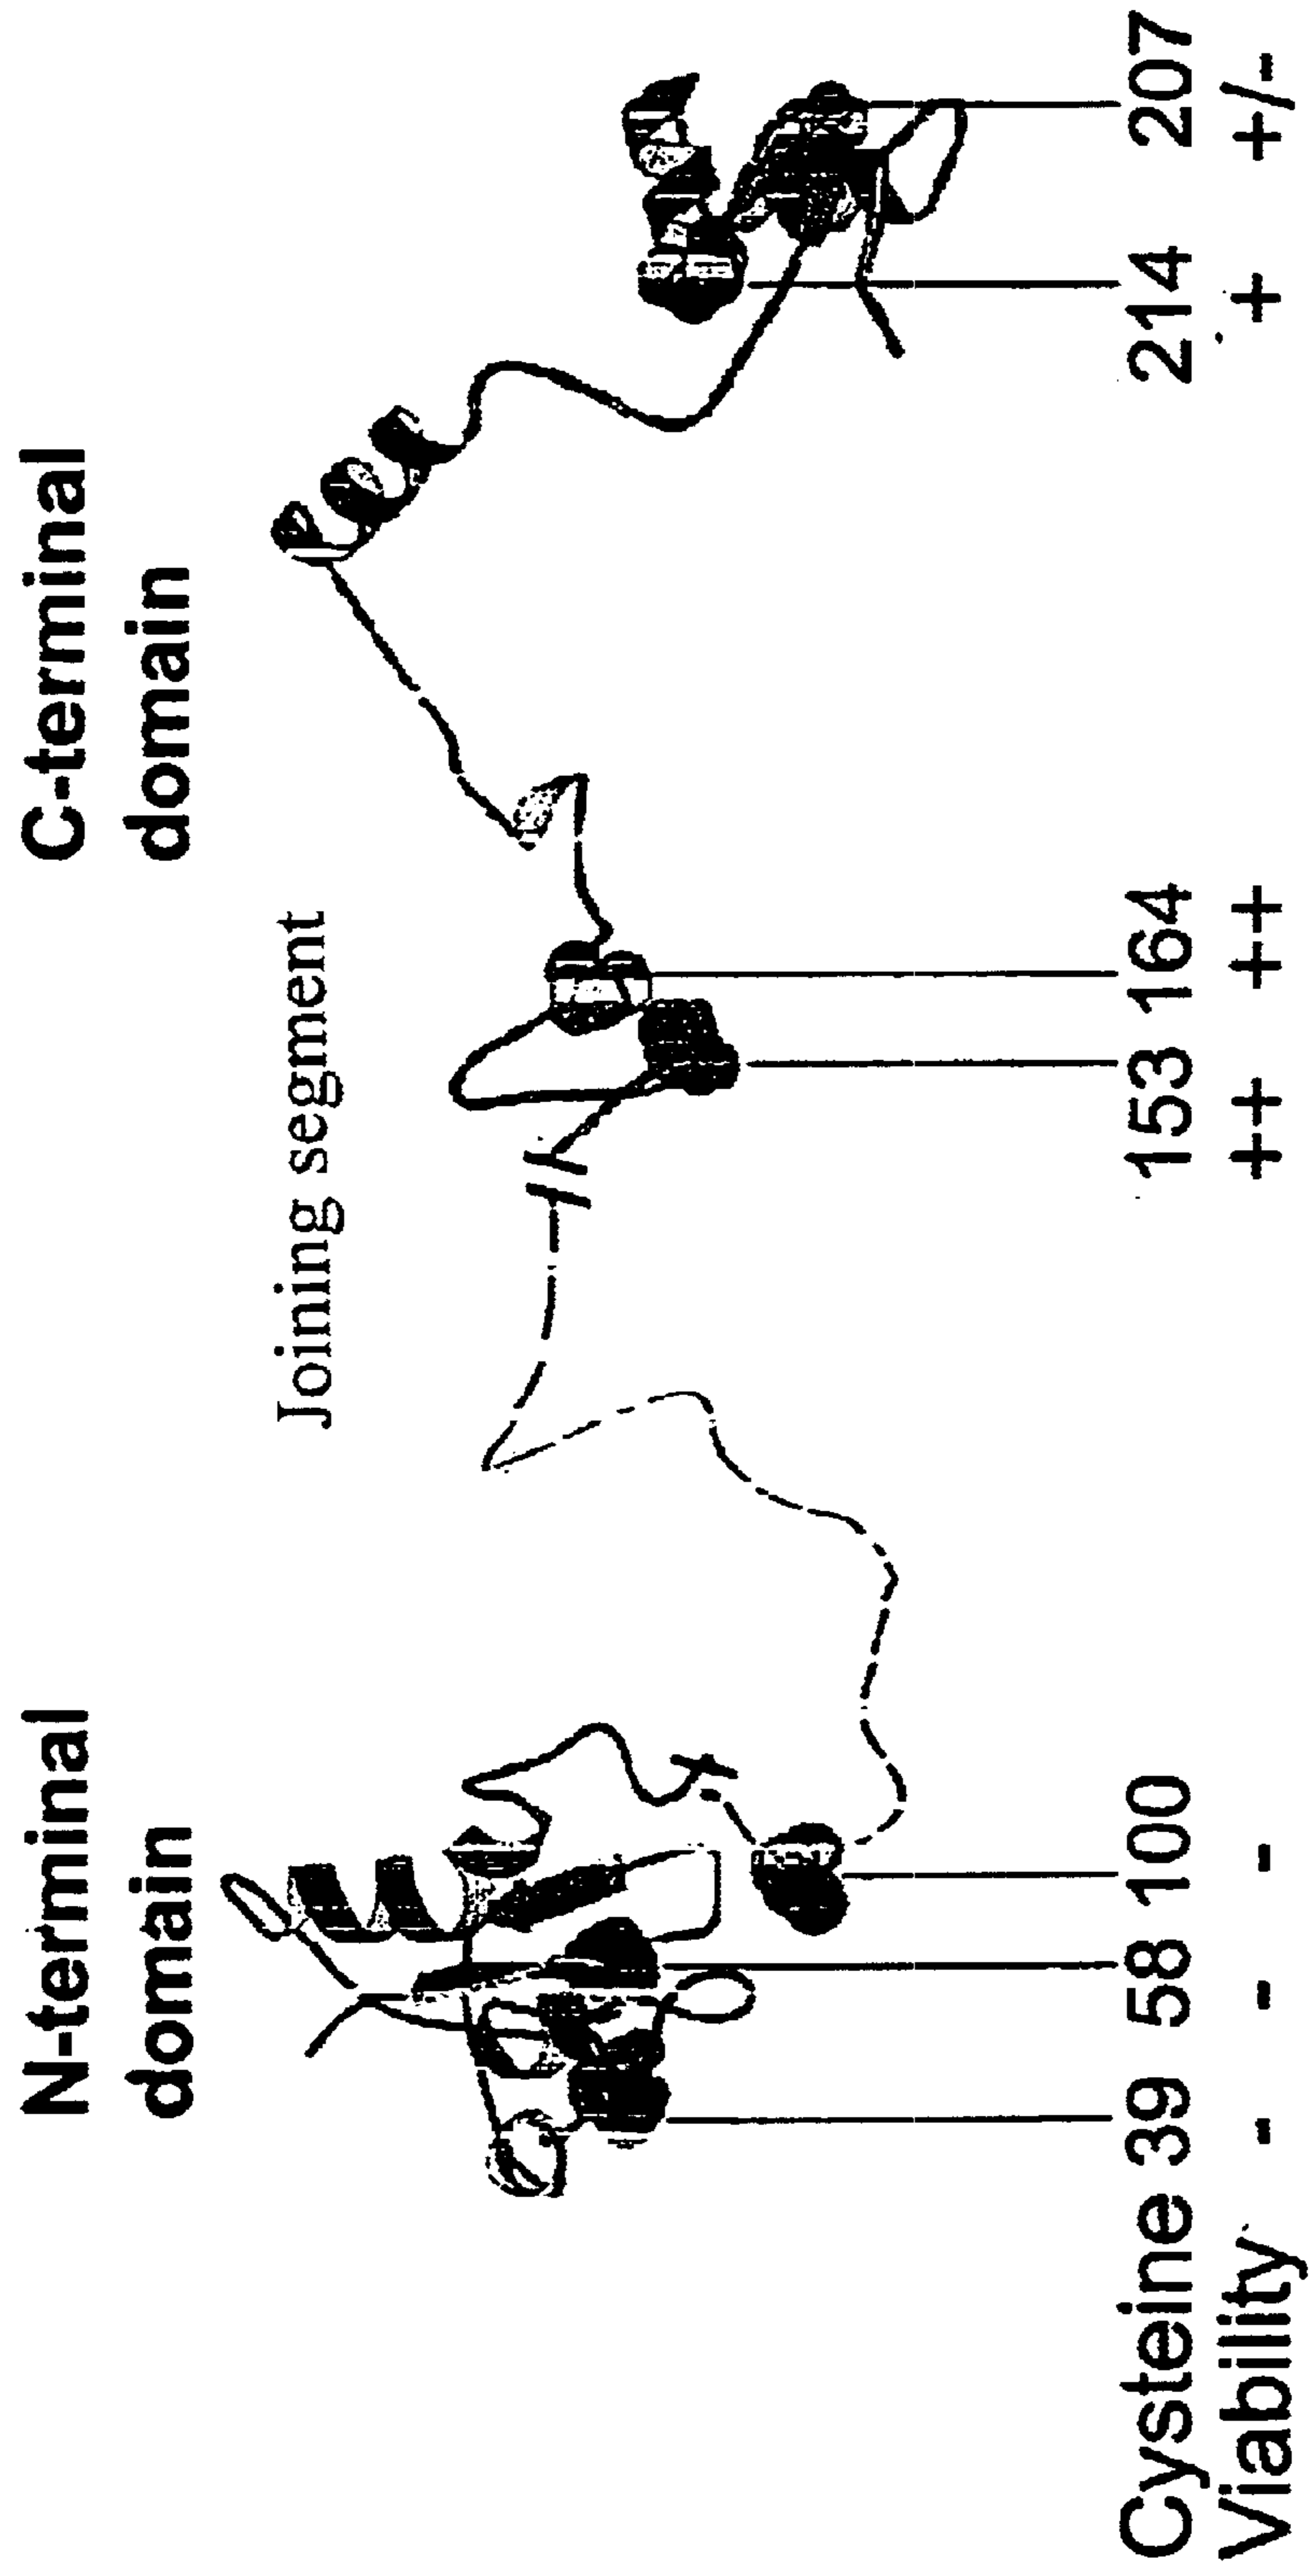 N-terminal
domain
C-terminal
domain
Joining segment
Cysteine 39 58 100 153 164 214 207
Viability - - - ++ ++ + +/-